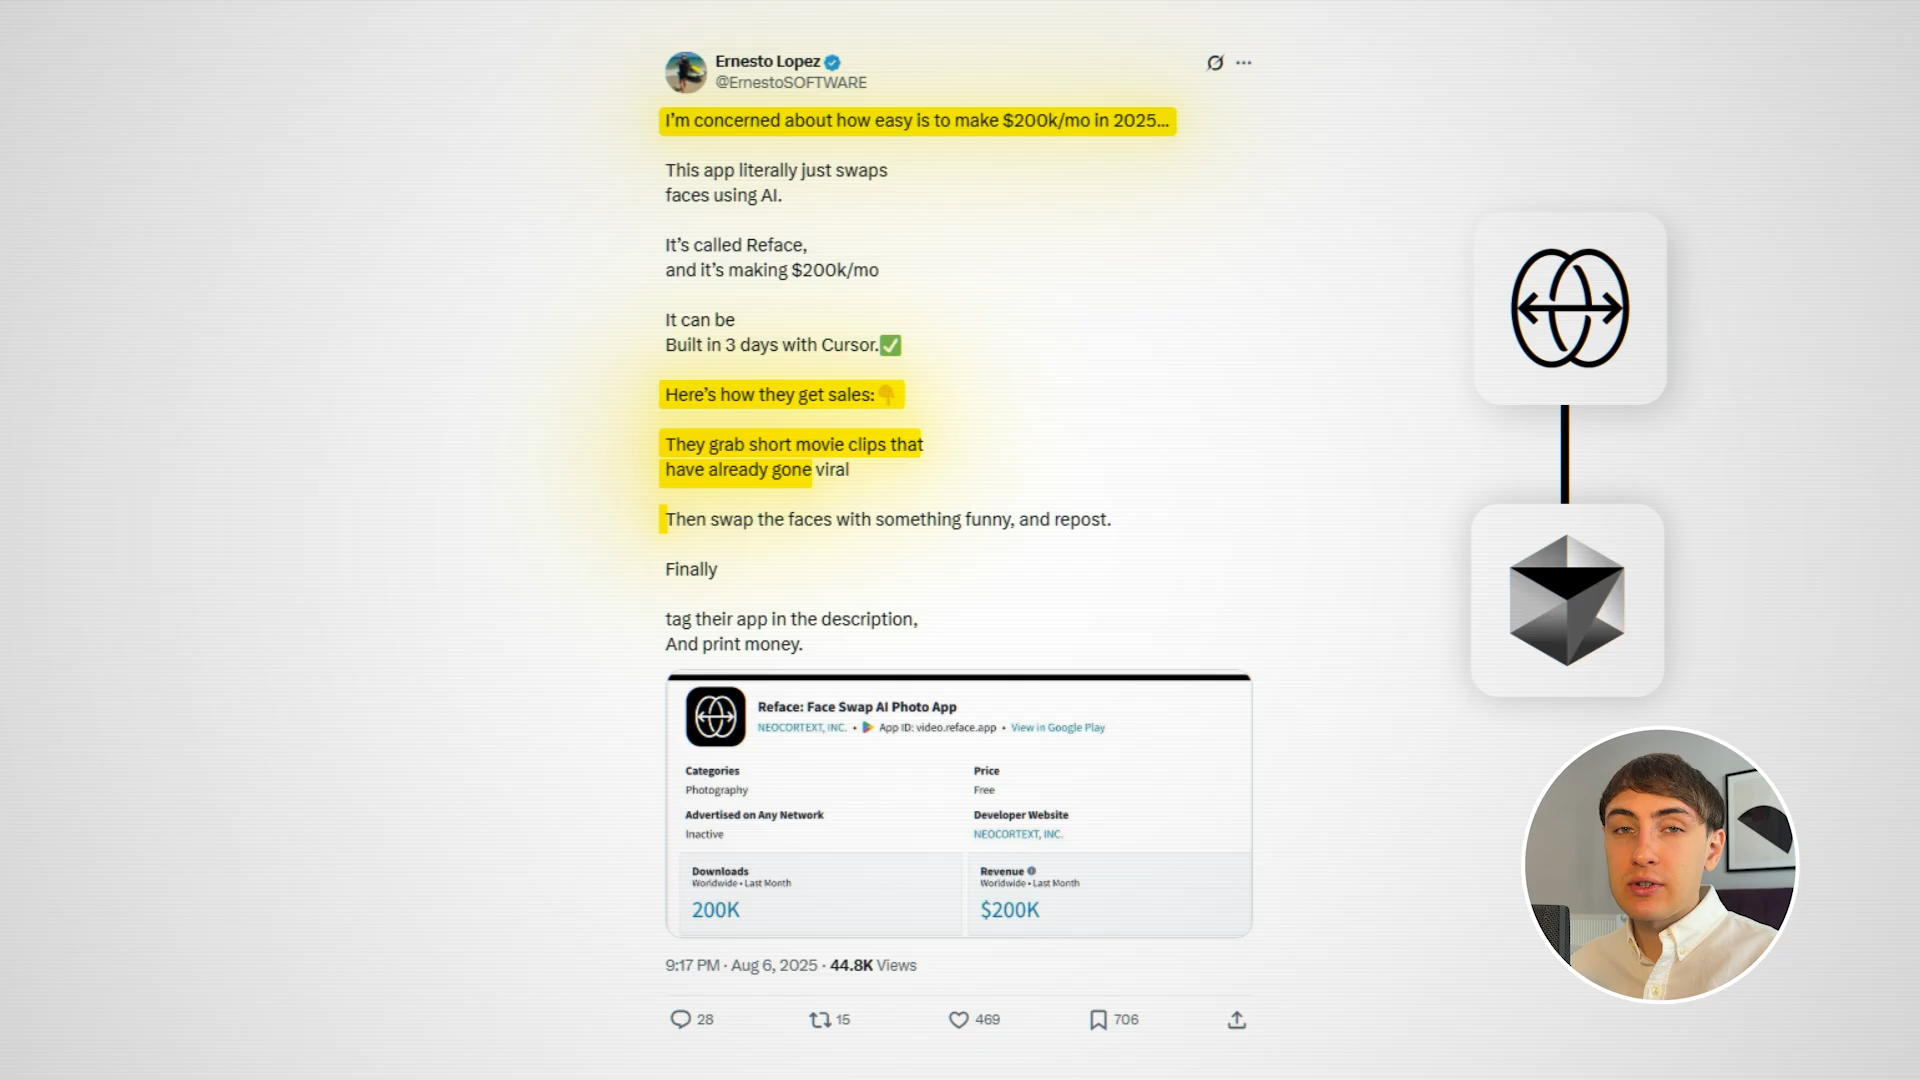 Ernesto Lopez
@ErnestoSOFTWARE
I'm concerned about how easy is to make $200k/mo in 2025...
This app literally just swaps
faces using AI.
It's called Reface,
and it's making $200k/mo
It can be
Built in 3 days with Cursor.✅
Here's how they get sales:👇
They grab short movie clips that
have already gone viral
Then swap the faces with something funny, and repost.
Finally
tag their app in the description,
And print money.
Reface: Face Swap AI Photo App
NEOCORTEXT, INC. • App ID: video.reface.app • View in Google Play
Categories
Photography
Price
Free
Advertised on Any Network
Inactive
Developer Website
NEOCORTEXT, INC.
Downloads
Worldwide • Last Month
200K
Revenue
Worldwide • Last Month
$200K
9:17 PM · Aug 6, 2025 · 44.8K Views
28 15 469 706